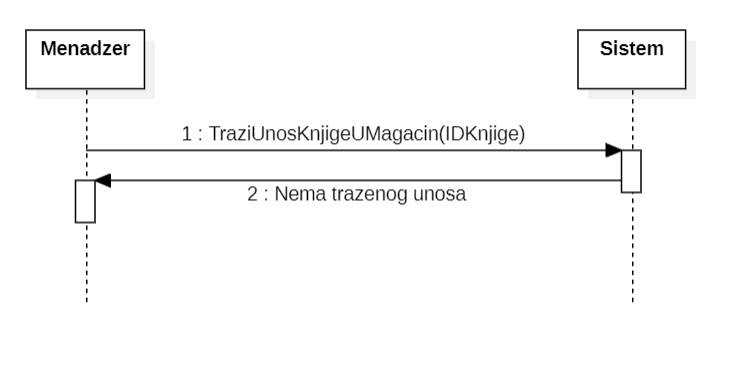 Menadzer
Sistem
1 : TraziUnosKnjigeUMagacin(IDKnjige)
2 : Nema trazenog unosa